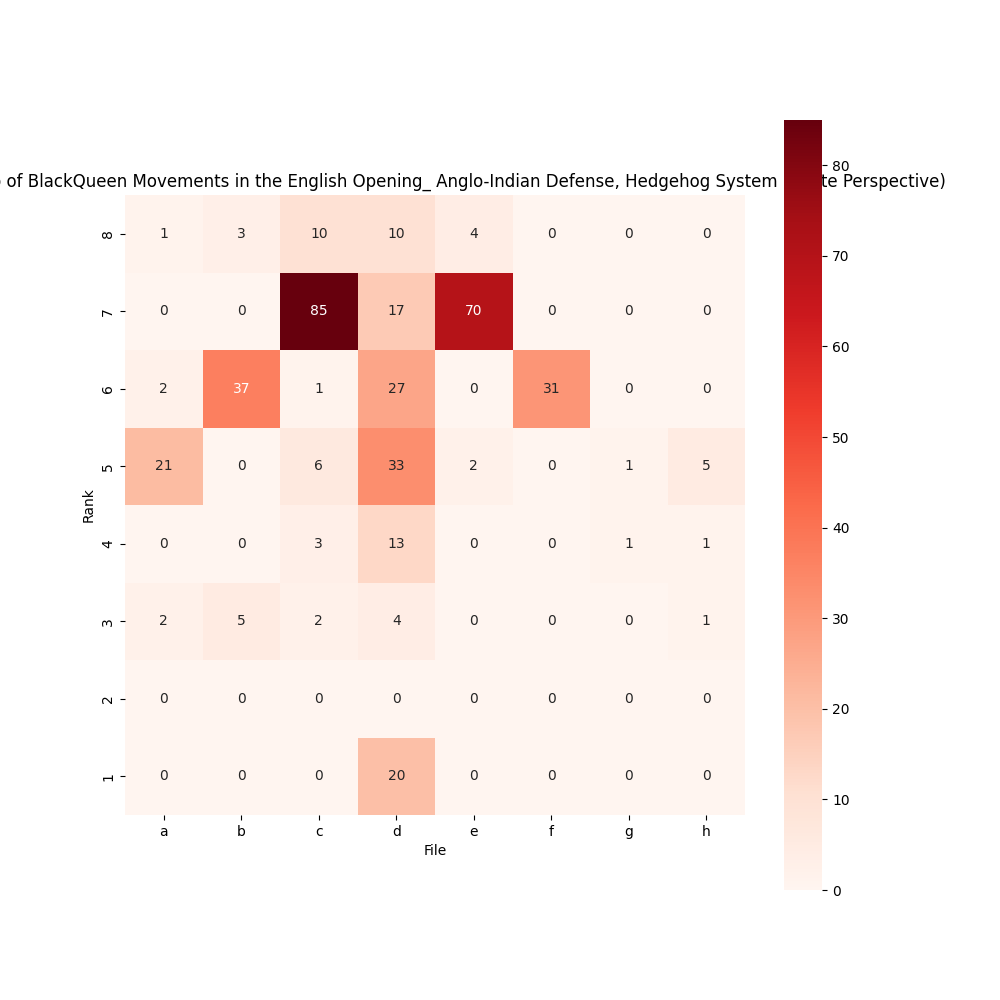 of BlackQueen Movements in the English Opening_ Anglo-Indian Defense, Hedgehog System Perspective)
80
8 1 3 10 10 4 0 0 0
7 0 0 85 17 70 0 0 0
70
6 2 37 1 27 0 31 0 0
60
5 21 0 6 33 2 0 1 5
50
Rank
4 0 0 3 13 0 0 1 1
40
3 2 5 2 4 0 0 0 1
30
2 0 0 0 0 0 0 0 0
20
1 0 0 0 20 0 0 0 0
10
a b c d e f g h
File
0